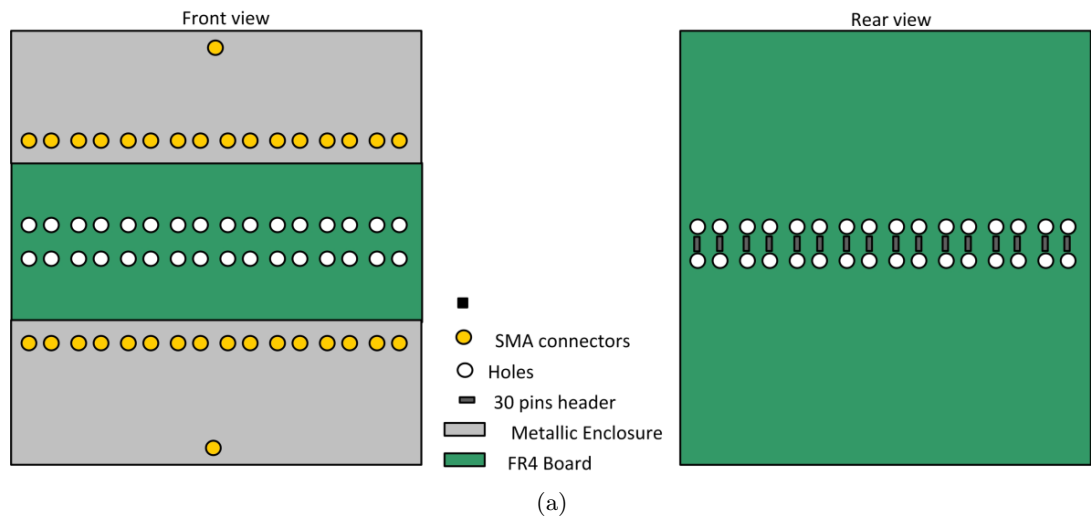 Front view
Rear view
SMA connectors
Holes
30 pins header
Metallic Enclosure
FR4 Board
(a)